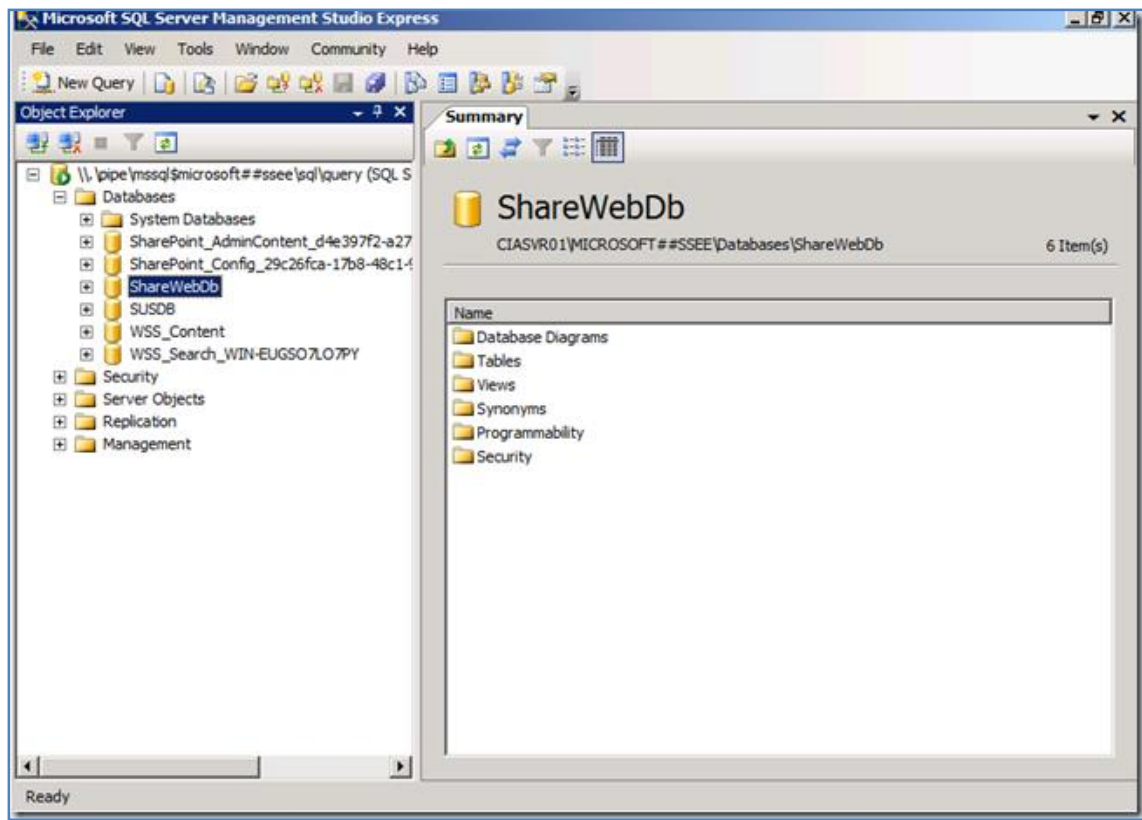 Microsoft SQL Server Management Studio Express
File Edit View Tools Window Community Help
New Query
Object Explorer
\\.\pipe\mssql$microsoft##ssee\sql\query (SQL S
Databases
System Databases
SharePoint_AdminContent_d4e397f2-a27
SharePoint_Config_29c26fca-17b8-48c1-9
ShareWebDb
SUSDB
WSS_Content
WSS_Search_WIN-EUGSO7LO7PY
Security
Server Objects
Replication
Management
Summary
ShareWebDb
CIASVR01\MICROSOFT##SSEE\Databases\ShareWebDb 6 Item(s)
Name
Database Diagrams
Tables
Views
Synonyms
Programmability
Security
Ready